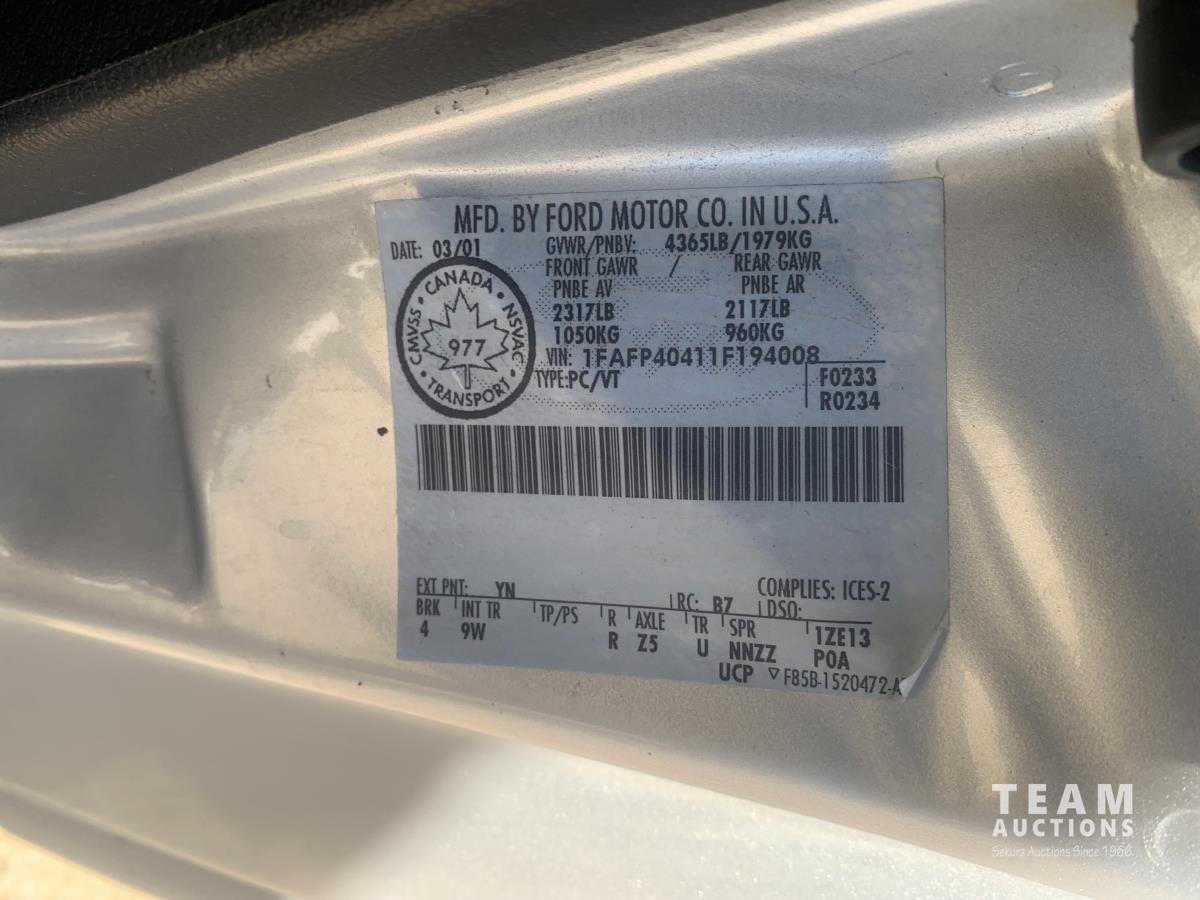 MFD. BY FORD MOTOR CO. IN U.S.A.
DATE: 03/01 GVWR/PNBV: 4365LB/1979KG
FRONT GAWR / REAR GAWR
PNBE AV PNBE AR
2317LB 2117LB
1050KG 960KG
CANADA • NSVAC • TRANSPORT • CMVSS •
977
VIN: 1FAFP40411F194008
TYPE:PC/VT F0233
R0234
EXT PNT: YN RC: B7 DSO: COMPLIES: ICES-2
BRK INT TR TP/PS R AXLE TR SPR 1ZE13
4 9W R Z5 U NNZZ P0A
UCP ▽ F85B-1520472-A
TEAM
AUCTIONS
Sekura Auctions Since 1966